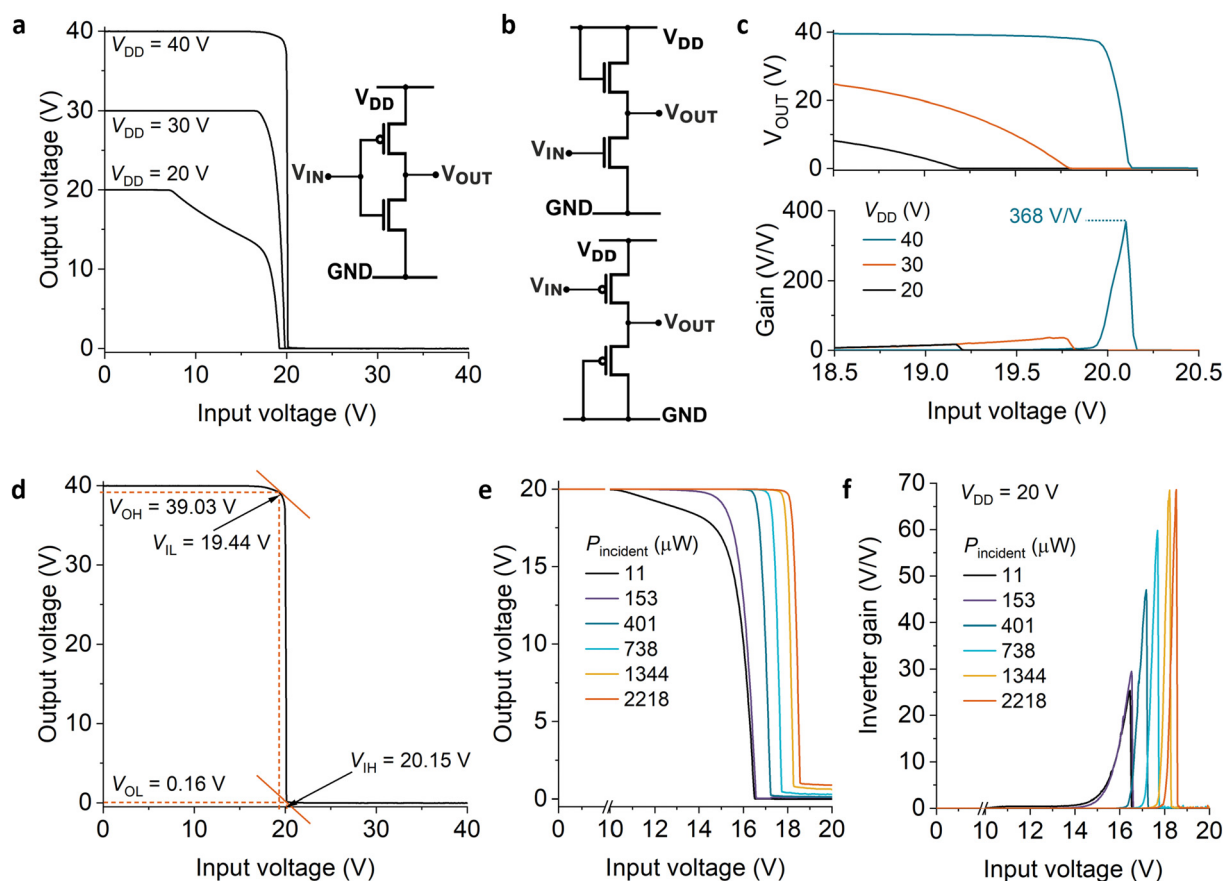 a
40
30
20
10
0
Output voltage (V)
V_DD = 40 V
V_DD = 30 V
V_DD = 20 V
0 10 20 30 40
Input voltage (V)
V_DD
V_IN
V_OUT
GND
b
V_DD
V_OUT
V_IN
GND
V_DD
V_IN
V_OUT
GND
c
40
20
0
V_OUT (V)
400
200
0
Gain (V/V)
V_DD (V)
40
30
20
368 V/V
18.5 19.0 19.5 20.0 20.5
Input voltage (V)
d
40
30
20
10
0
Output voltage (V)
V_OH = 39.03 V
V_IL = 19.44 V
V_IH = 20.15 V
V_OL = 0.16 V
0 10 20 30 40
Input voltage (V)
e
20
15
10
5
0
Output voltage (V)
P_incident (μW)
11
153
401
738
1344
2218
0 10 12 14 16 18 20
Input voltage (V)
f
70
60
50
40
30
20
10
0
Inverter gain (V/V)
V_DD = 20 V
P_incident (μW)
11
153
401
738
1344
2218
0 10 12 14 16 18 20
Input voltage (V)